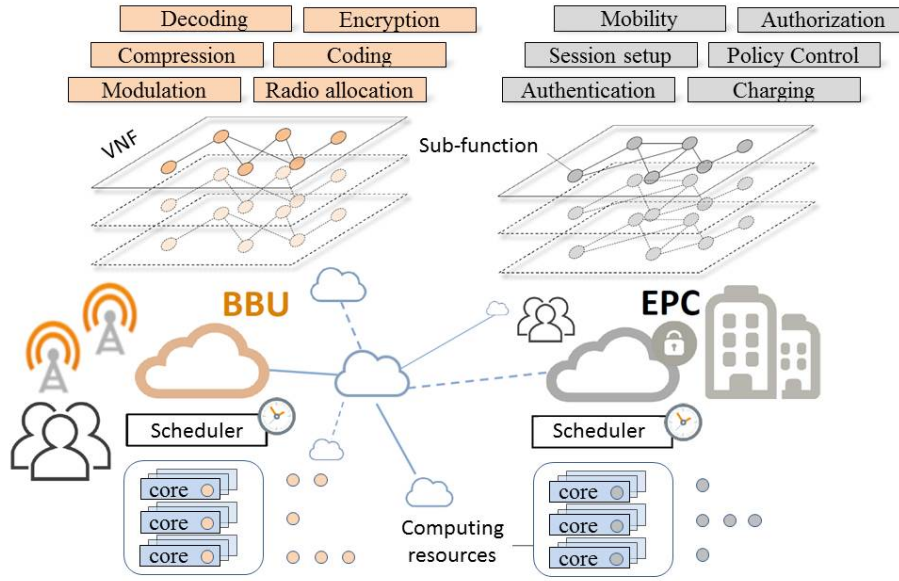 Decoding
Encryption
Mobility
Authorization
Compression
Coding
Session setup
Policy Control
Modulation
Radio allocation
Authentication
Charging
VNF
Sub-function
BBU
EPC
Scheduler
Scheduler
core
core
core
core
core
core
Computing
resources